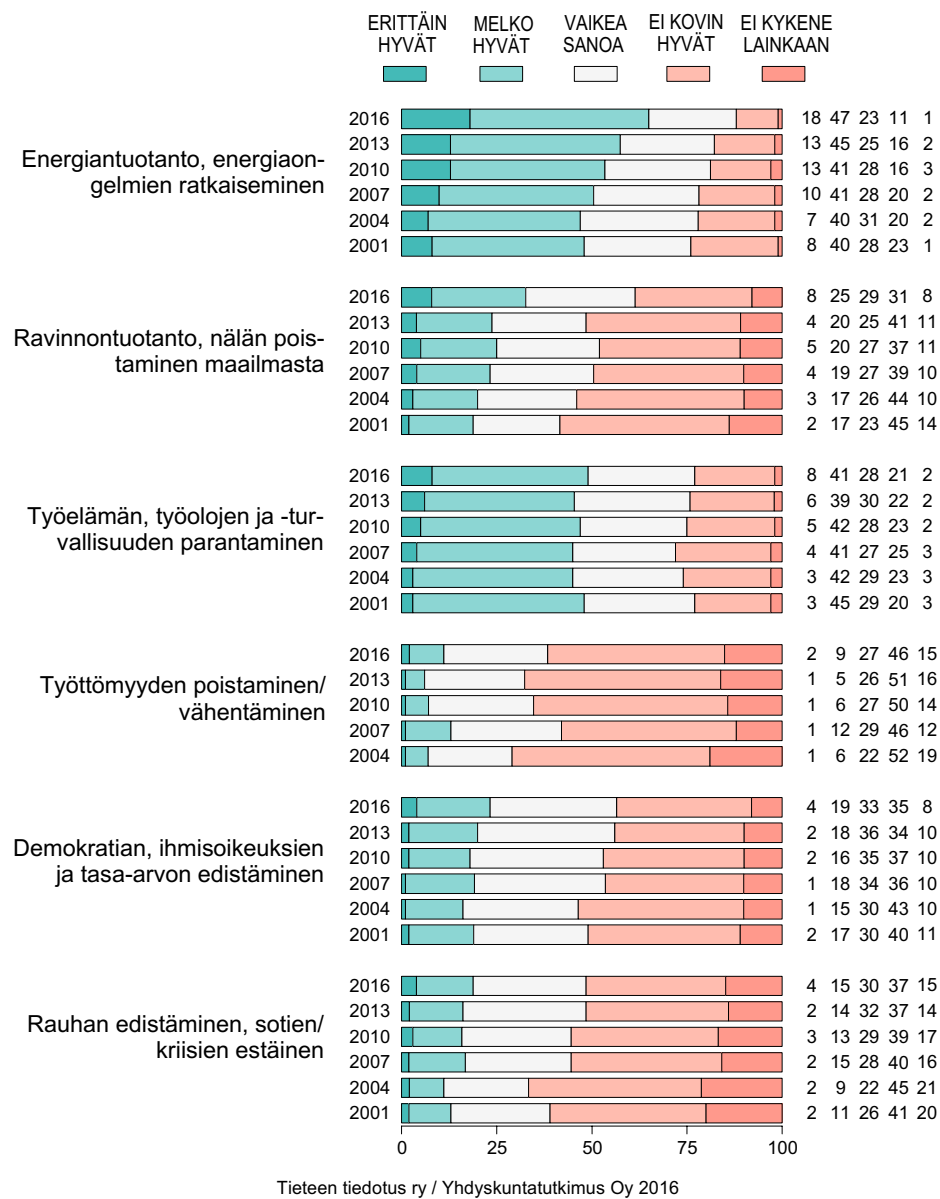 ERITTÄIN HYVÄT
MELKO HYVÄT
VAIKEA SANOA
EI KOVIN HYVÄT
EI KYKENE LAINKAAN
Energiantuotanto, energiaon-
gelmien ratkaiseminen
2016 18 47 23 11 1
2013 13 45 25 16 2
2010 13 41 28 16 3
2007 10 41 28 20 2
2004 7 40 31 20 2
2001 8 40 28 23 1
Ravinnontuotanto, nälän pois-
taminen maailmasta
2016 8 25 29 31 8
2013 4 20 25 41 11
2010 5 20 27 37 11
2007 4 19 27 39 10
2004 3 17 26 44 10
2001 2 17 23 45 14
Työelämän, työolojen ja -tur-
vallisuuden parantaminen
2016 8 41 28 21 2
2013 6 39 30 22 2
2010 5 42 28 23 2
2007 4 41 27 25 3
2004 3 42 29 23 3
2001 3 45 29 20 3
Työttömyyden poistaminen/
vähentäminen
2016 2 9 27 46 15
2013 1 5 26 51 16
2010 1 6 27 50 14
2007 1 12 29 46 12
2004 1 6 22 52 19
Demokratian, ihmisoikeuksien
ja tasa-arvon edistäminen
2016 4 19 33 35 8
2013 2 18 36 34 10
2010 2 16 35 37 10
2007 1 18 34 36 10
2004 1 15 30 43 10
2001 2 17 30 40 11
Rauhan edistäminen, sotien/
kriisien estäinen
2016 4 15 30 37 15
2013 2 14 32 37 14
2010 3 13 29 39 17
2007 2 15 28 40 16
2004 2 9 22 45 21
2001 2 11 26 41 20
0 25 50 75 100
Tieteen tiedotus ry / Yhdyskuntatutkimus Oy 2016